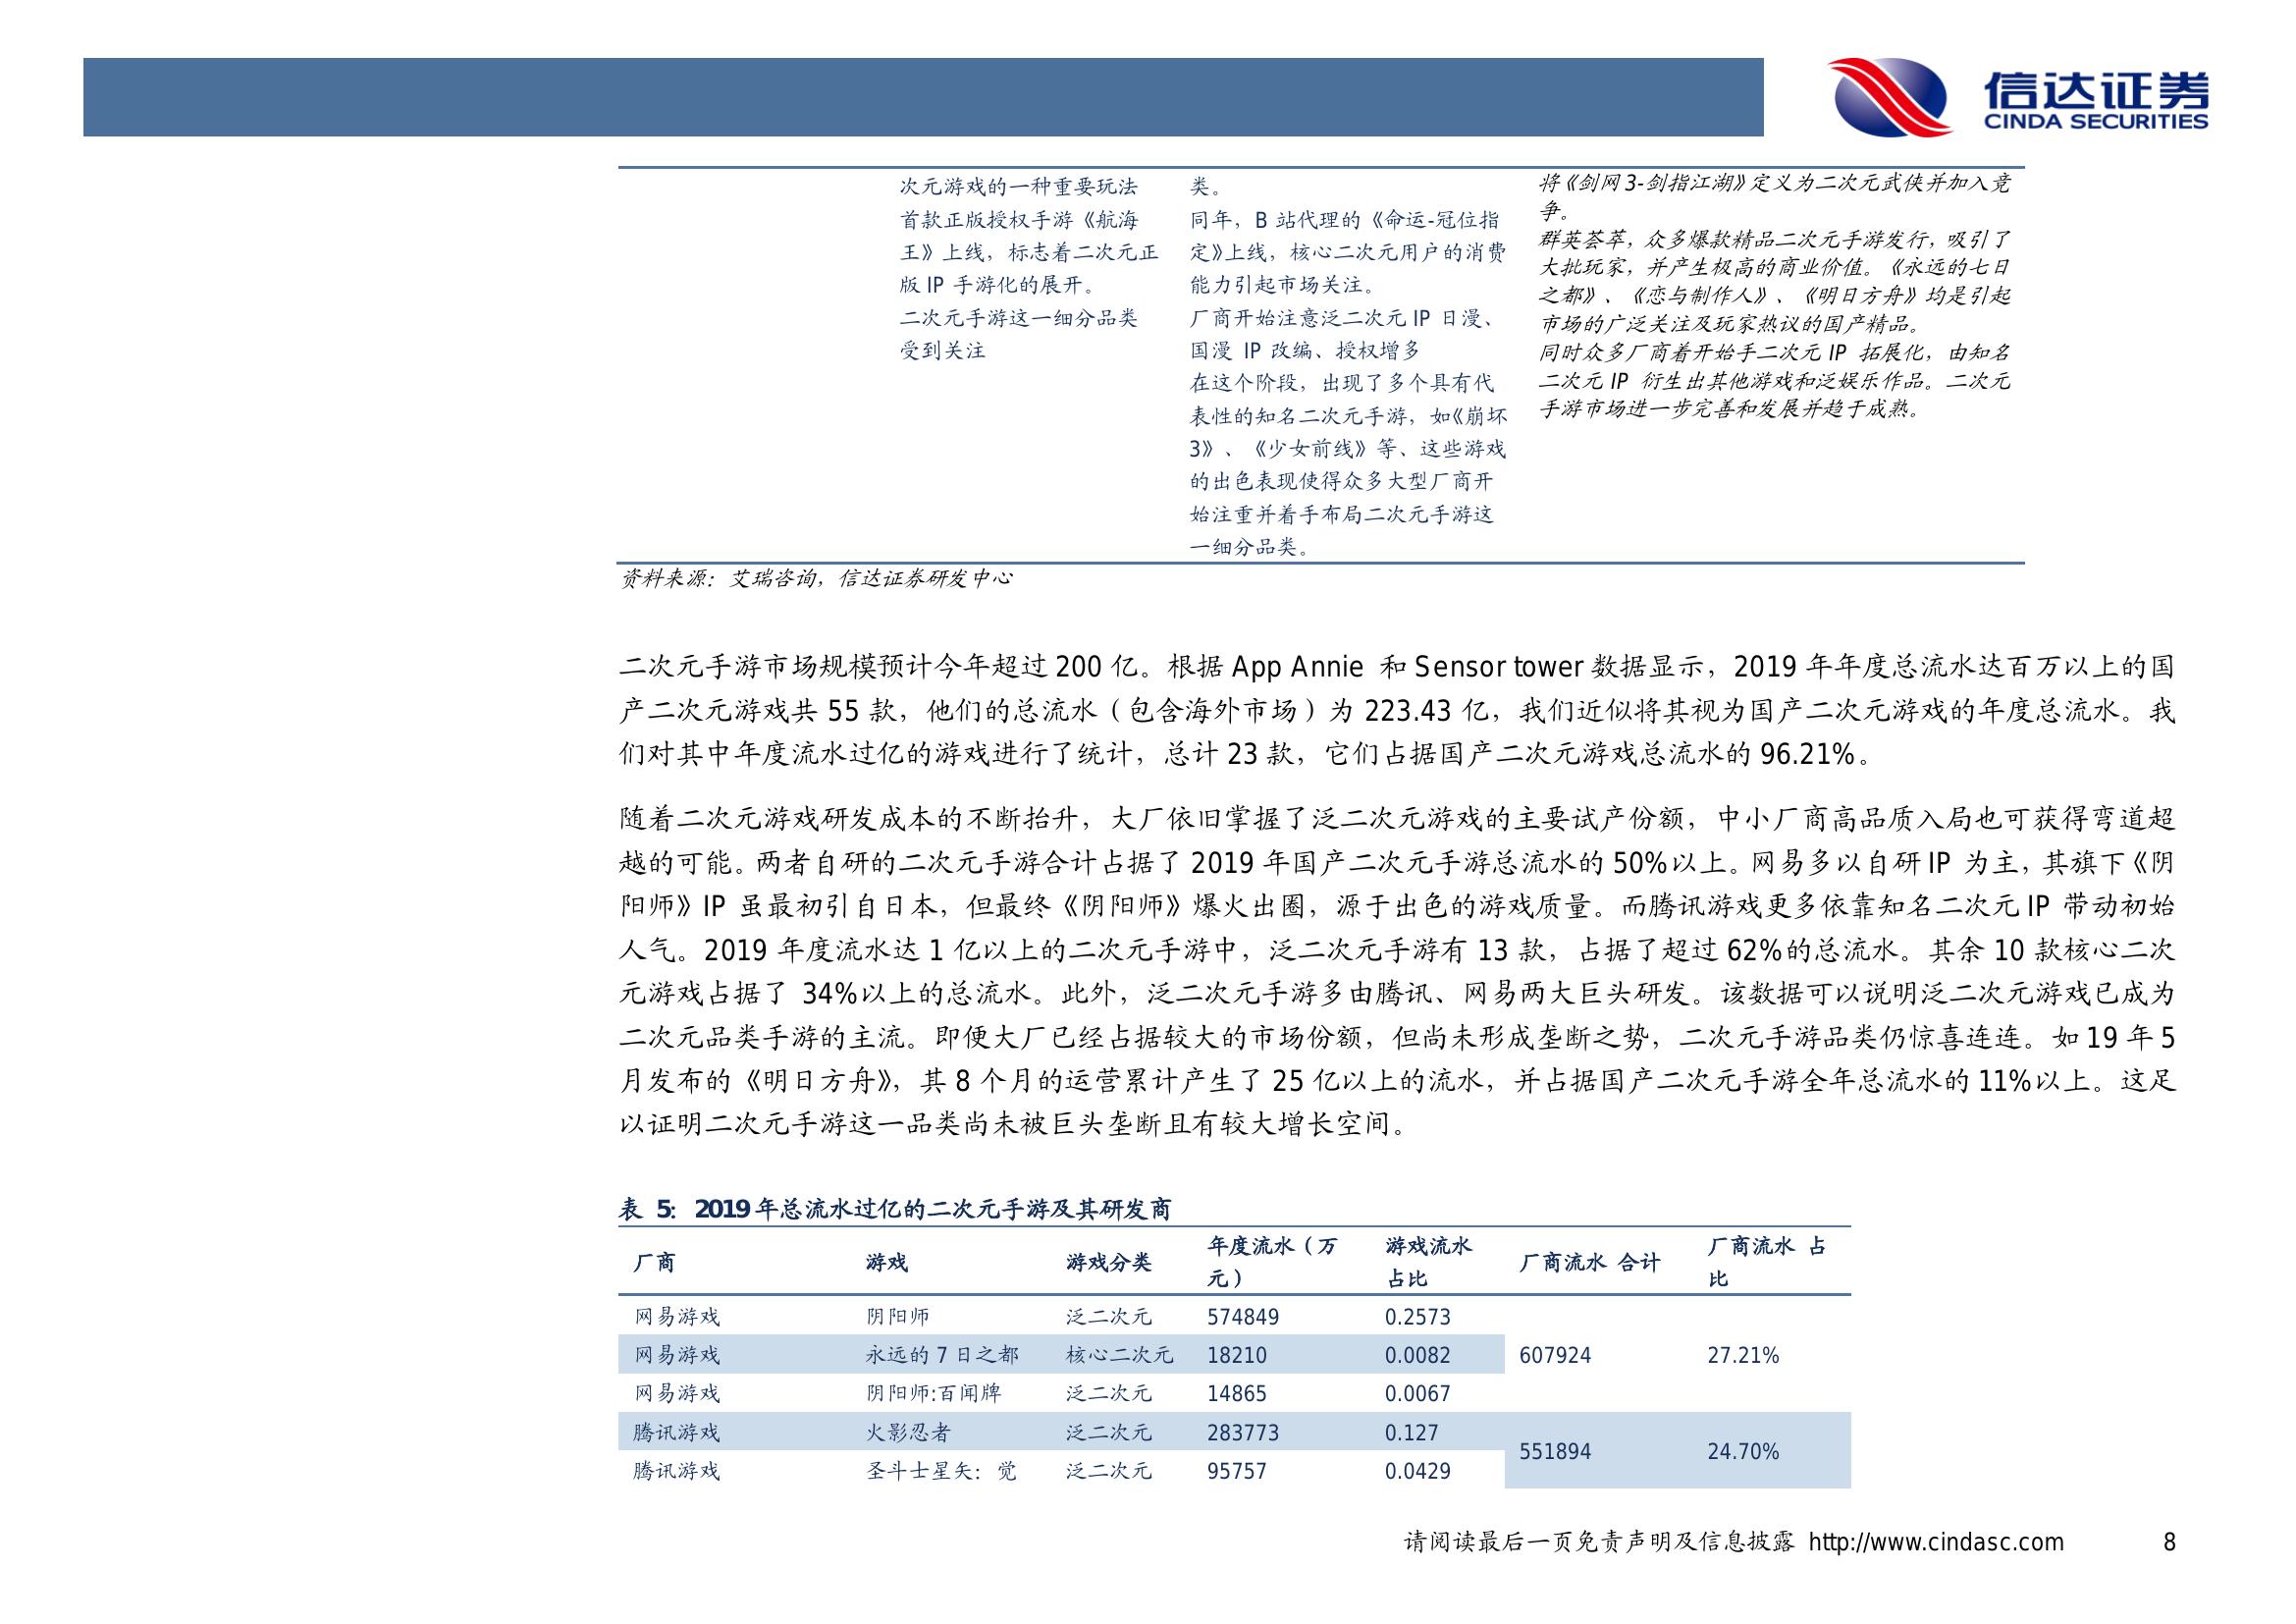 信达证券
CINDA SECURITIES
次元游戏的一种重要玩法
首款正版授权手游《航海
王》上线，标志着二次元正
版 IP 手游化的展开。
二次元手游这一细分品类
受到关注
类。
同年，B 站代理的《命运-冠位指
定》上线，核心二次元用户的消费
能力引起市场关注。
厂商开始注意泛二次元 IP 日漫、
国漫 IP 改编、授权增多
在这个阶段，出现了多个具有代
表性的知名二次元手游，如《崩坏
3》、《少女前线》等、这些游戏
的出色表现使得众多大型厂商开
始注重并着手布局二次元手游这
一细分品类。
将《剑网 3-剑指江湖》定义为二次元武侠并加入竞
争。
群英荟萃，众多爆款精品二次元手游发行，吸引了
大批玩家，并产生极高的商业价值。《永远的七日
之都》、《恋与制作人》、《明日方舟》均是引起
市场的广泛关注及玩家热议的国产精品。
同时众多厂商着开始手二次元 IP 拓展化，由知名
二次元 IP 衍生出其他游戏和泛娱乐作品。二次元
手游市场进一步完善和发展并趋于成熟。
资料来源：艾瑞咨询，信达证券研发中心
二次元手游市场规模预计今年超过 200 亿。根据 App Annie 和 Sensor tower 数据显示，2019 年年度总流水达百万以上的国
产二次元游戏共 55 款，他们的总流水（包含海外市场）为 223.43 亿，我们近似将其视为国产二次元游戏的年度总流水。我
们对其中年度流水过亿的游戏进行了统计，总计 23 款，它们占据国产二次元游戏总流水的 96.21%。
随着二次元游戏研发成本的不断抬升，大厂依旧掌握了泛二次元游戏的主要试产份额，中小厂商高品质入局也可获得弯道超
越的可能。两者自研的二次元手游合计占据了 2019 年国产二次元手游总流水的 50%以上。网易多以自研 IP 为主，其旗下《阴
阳师》IP 虽最初引自日本，但最终《阴阳师》爆火出圈，源于出色的游戏质量。而腾讯游戏更多依靠知名二次元 IP 带动初始
人气。2019 年度流水达 1 亿以上的二次元手游中，泛二次元手游有 13 款，占据了超过 62%的总流水。其余 10 款核心二次
元游戏占据了 34%以上的总流水。此外，泛二次元手游多由腾讯、网易两大巨头研发。该数据可以说明泛二次元游戏已成为
二次元品类手游的主流。即便大厂已经占据较大的市场份额，但尚未形成垄断之势，二次元手游品类仍惊喜连连。如 19 年 5
月发布的《明日方舟》，其 8 个月的运营累计产生了 25 亿以上的流水，并占据国产二次元手游全年总流水的 11%以上。这足
以证明二次元手游这一品类尚未被巨头垄断且有较大增长空间。
表 5：2019 年总流水过亿的二次元手游及其研发商
厂商 游戏 游戏分类 年度流水（万元） 游戏流水占比 厂商流水 合计 厂商流水 占比
网易游戏 阴阳师 泛二次元 574849 0.2573
网易游戏 永远的 7 日之都 核心二次元 18210 0.0082 607924 27.21%
网易游戏 阴阳师:百闻牌 泛二次元 14865 0.0067
腾讯游戏 火影忍者 泛二次元 283773 0.127 551894 24.70%
腾讯游戏 圣斗士星矢：觉 泛二次元 95757 0.0429
请阅读最后一页免责声明及信息披露 http://www.cindasc.com 8